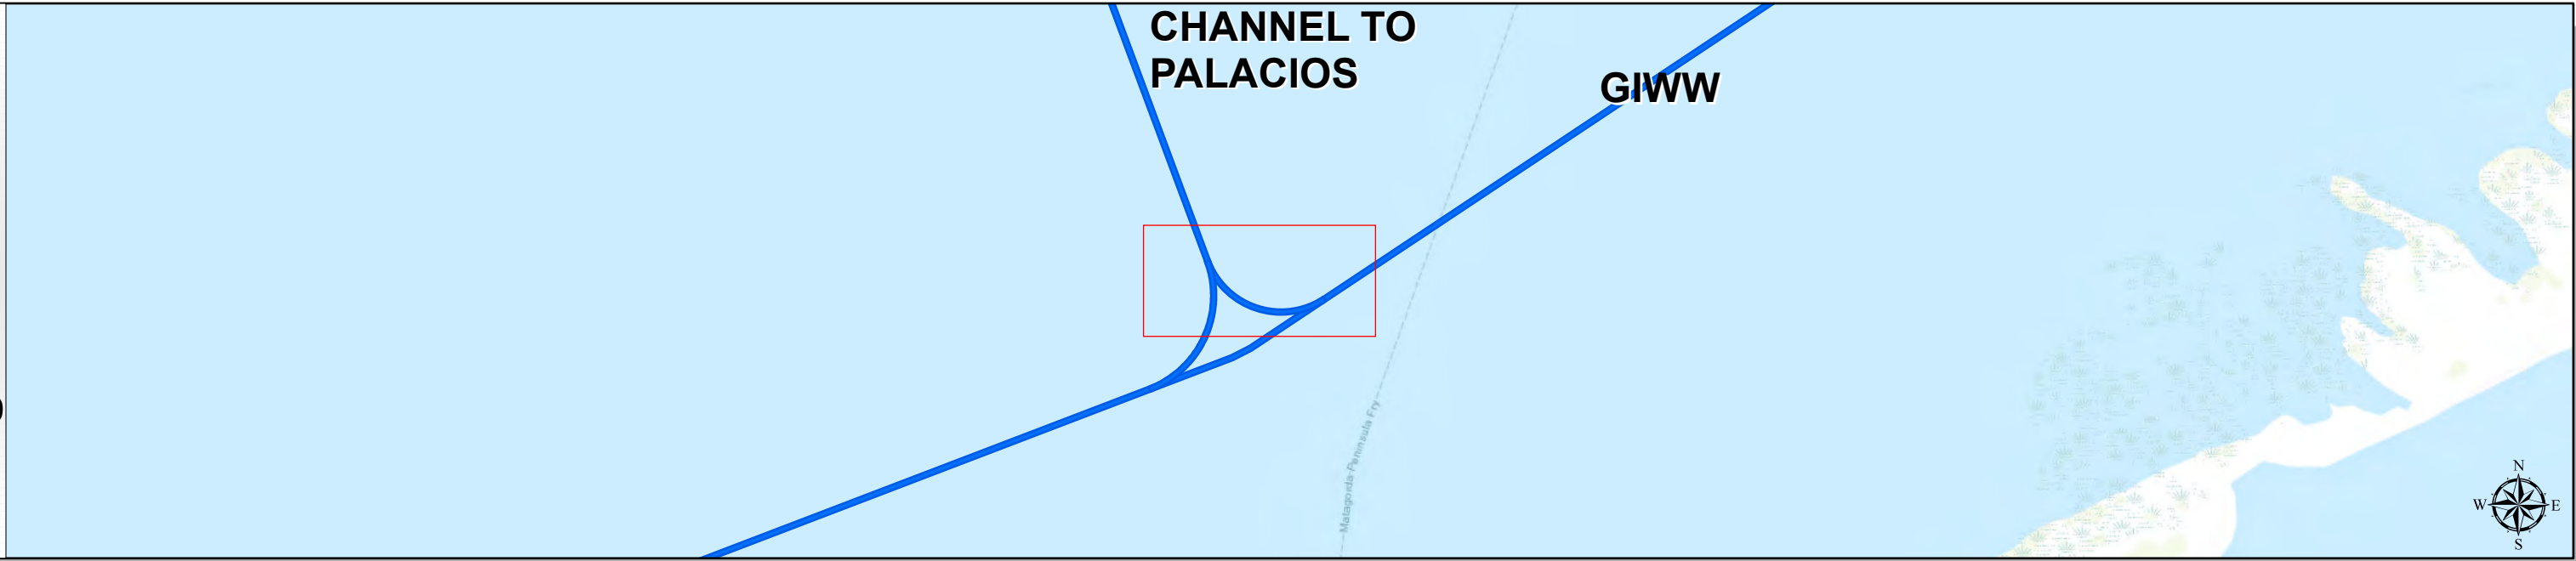 CHANNEL TO
PALACIOS
GIWW
Matagorda Peninsula Fry
N
W E
S